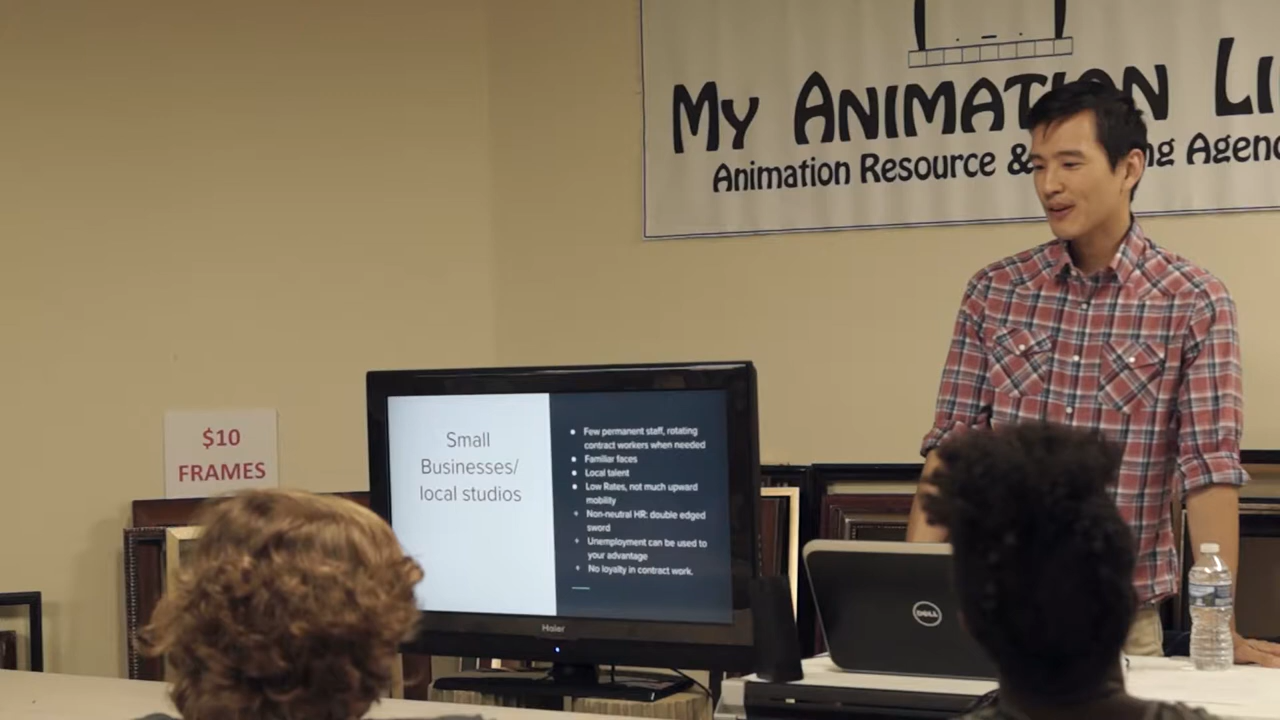 MY ANIMATION LI
Animation Resource & ng Agenc
$10
FRAMES
Small
Businesses/
local studios
• Few permanent staff, rotating
contract workers when needed
• Familiar faces
• Local talent
• Low Rates, not much upward
mobility
+ Non-neutral HR: double edged
sword
+ Unemployment can be used to
your advantage
+ No loyalty in contract work.
Haier
DELL